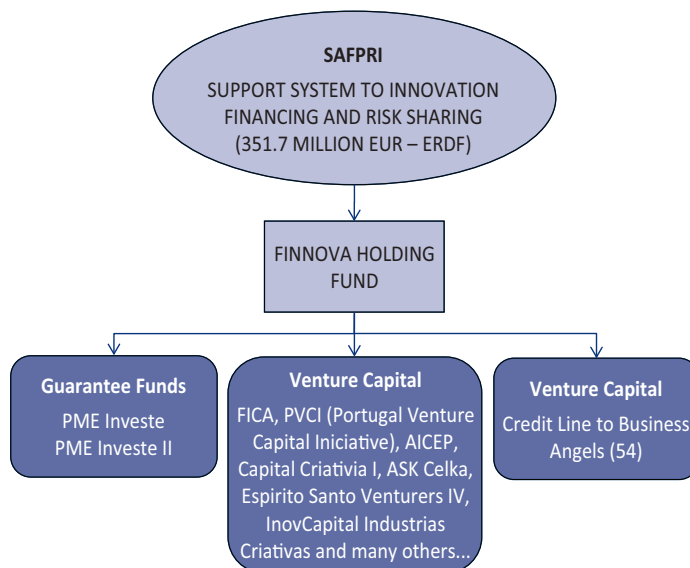 SAFPRI
SUPPORT SYSTEM TO INNOVATION
FINANCING AND RISK SHARING
(351.7 MILLION EUR – ERDF)
FINNOVA HOLDING
FUND
Guarantee Funds
PME Investe
PME Investe II
Venture Capital
FICA, PVCI (Portugal Venture
Capital Iniciative), AICEP,
Capital Criativia I, ASK Celka,
Espirito Santo Venturers IV,
InovCapital Industrias
Criativas and many others...
Venture Capital
Credit Line to Business
Angels (54)